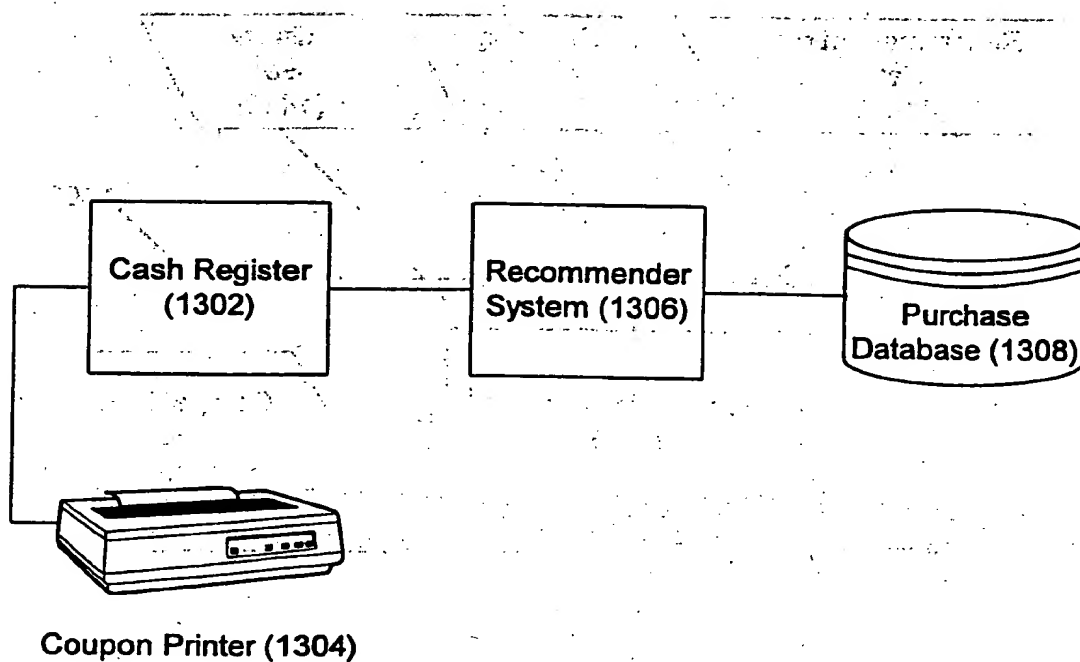 Cash Register
(1302)
Recommender
System (1306)
Purchase
Database (1308)
Coupon Printer (1304)